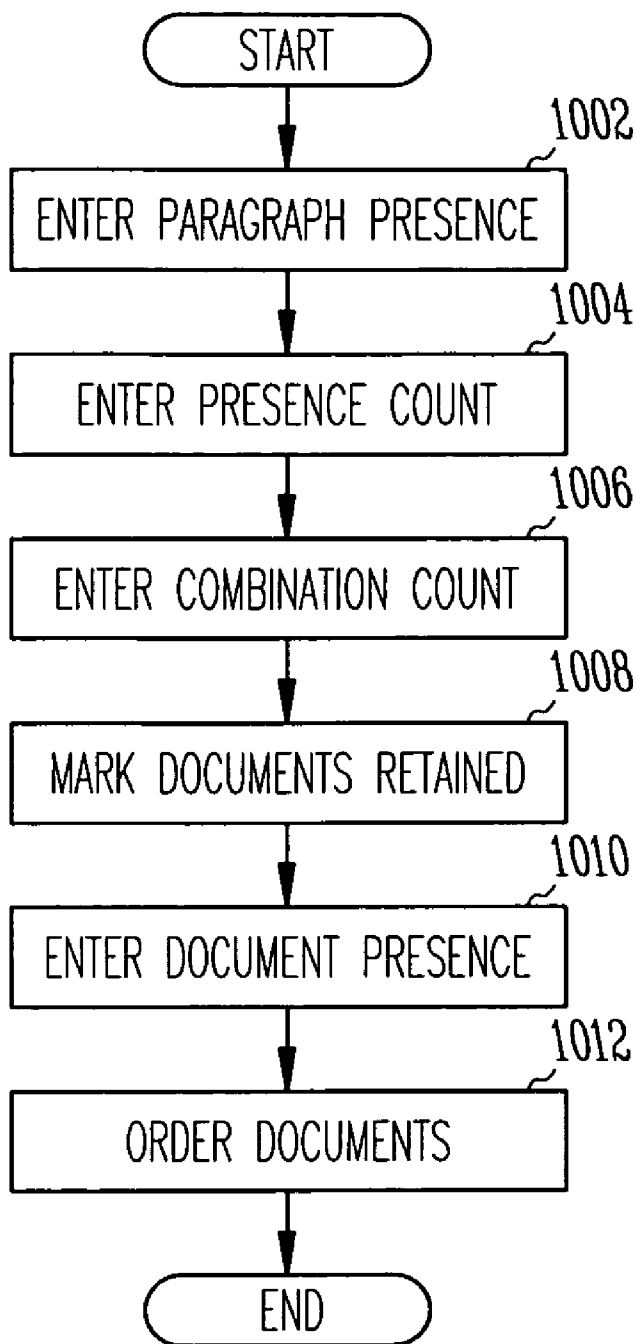 START
1002
ENTER PARAGRAPH PRESENCE
1004
ENTER PRESENCE COUNT
1006
ENTER COMBINATION COUNT
1008
MARK DOCUMENTS RETAINED
1010
ENTER DOCUMENT PRESENCE
1012
ORDER DOCUMENTS
END